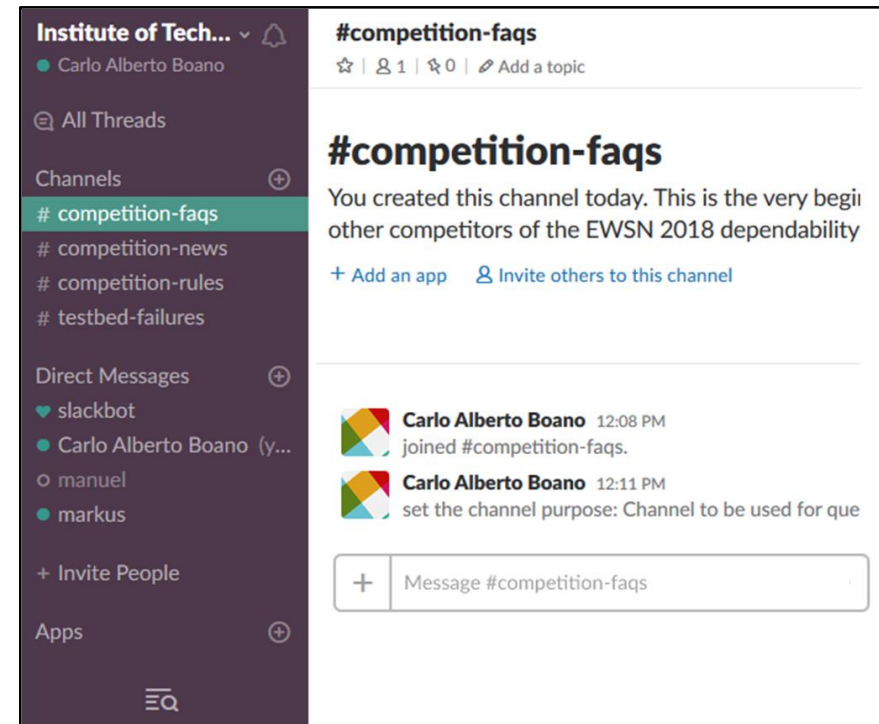 Institute of Tech...
Carlo Alberto Boano
All Threads
Channels
# competition-faqs
# competition-news
# competition-rules
# testbed-failures
Direct Messages
slackbot
Carlo Alberto Boano (y...
manuel
markus
+ Invite People
Apps
#competition-faqs
1 | 0 | Add a topic
#competition-faqs
You created this channel today. This is the very begi
other competitors of the EWSN 2018 dependability
+ Add an app Invite others to this channel
Carlo Alberto Boano 12:08 PM
joined #competition-faqs.
Carlo Alberto Boano 12:11 PM
set the channel purpose: Channel to be used for que
+ Message #competition-faqs